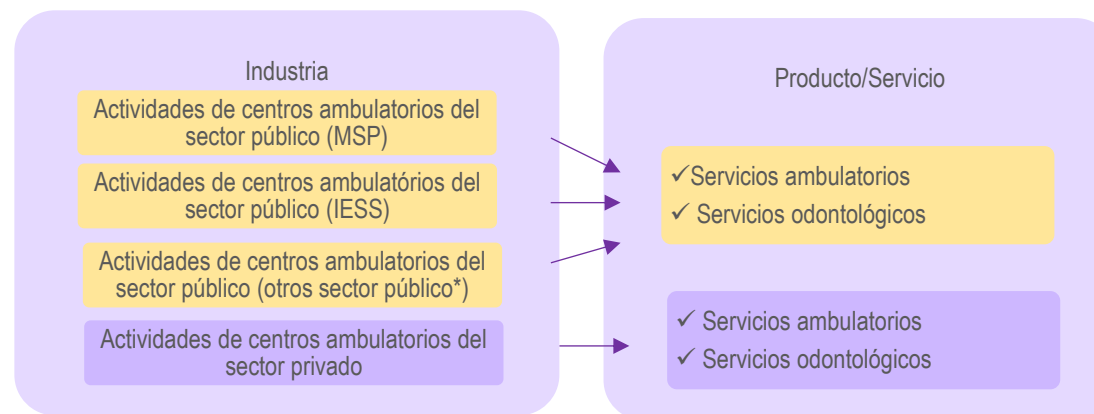 Industria
Actividades de centros ambulatorios del
sector público (MSP)
Actividades de centros ambulatórios del
sector público (IESS)
Actividades de centros ambulatorios del
sector público (otros sector público*)
Actividades de centros ambulatorios del
sector privado
Producto/Servicio
✓Servicios ambulatorios
✓ Servicios odontológicos
✓ Servicios ambulatorios
✓ Servicios odontológicos